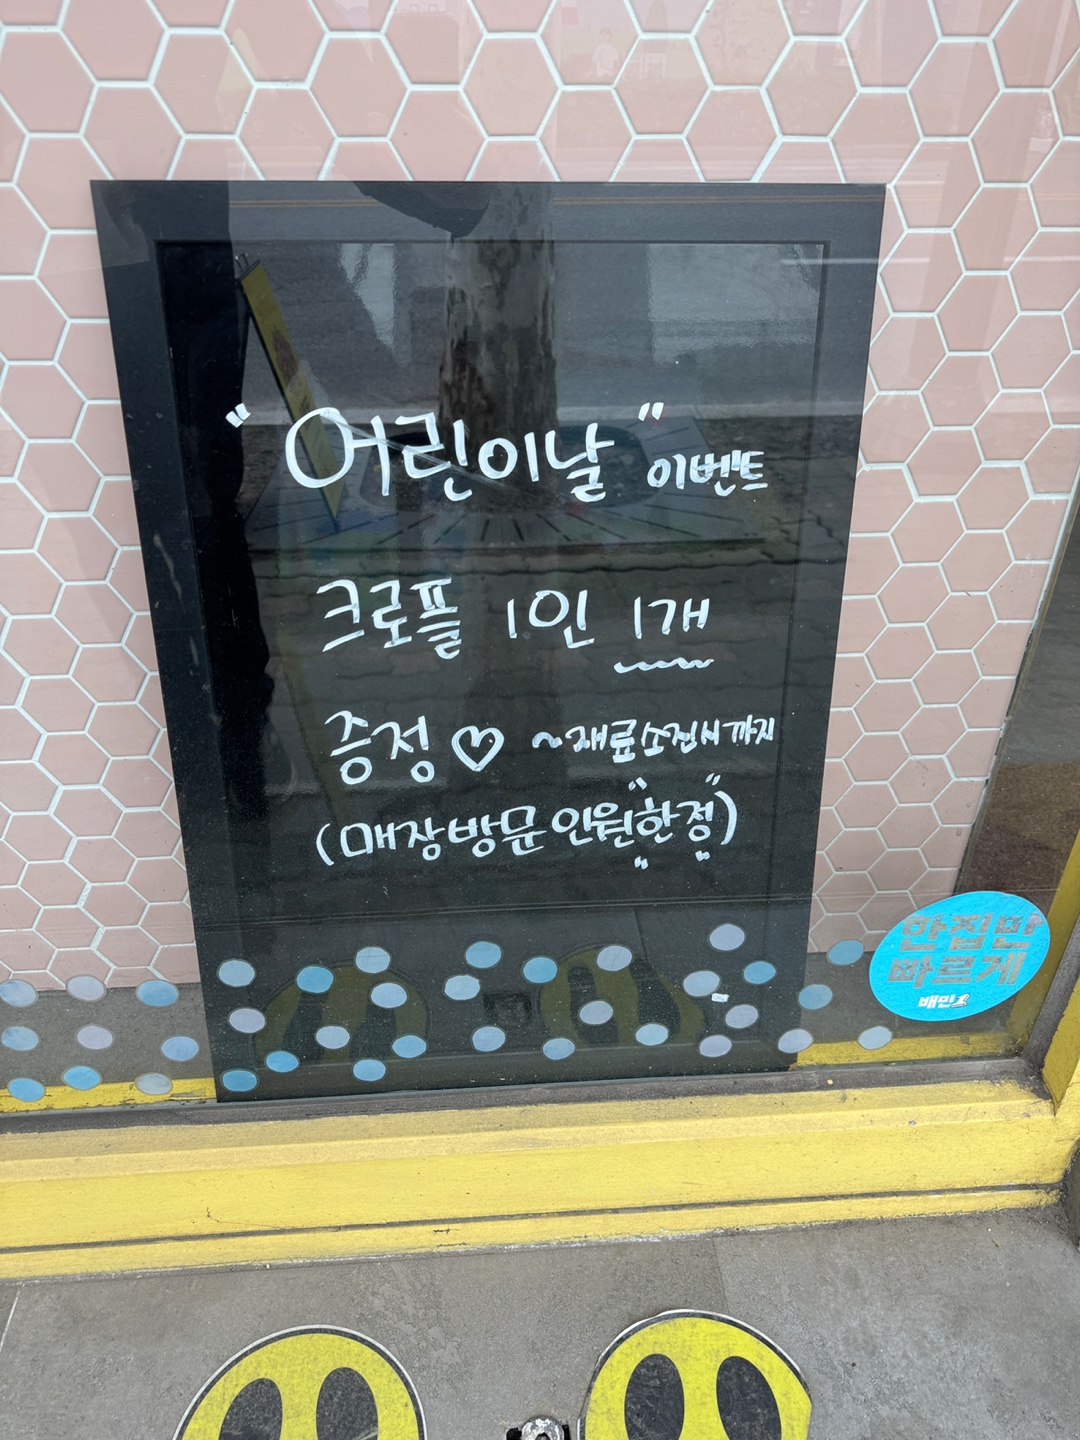 "어린이날" 이벤트
크로플 1인 1개
증정♡ ~재료소진시까지
(매장방문인원"한정")
한집만
바르게
배민1